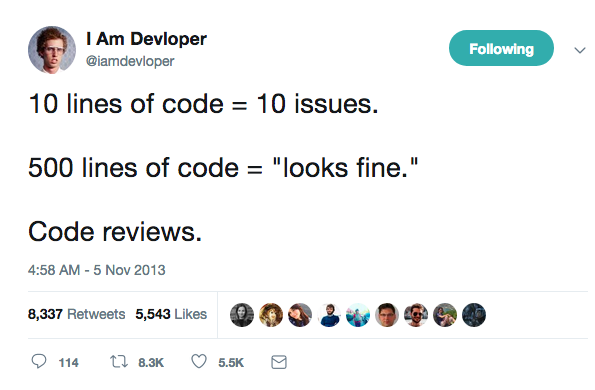 I Am Devloper
@iamdevloper
Following
10 lines of code = 10 issues.
500 lines of code = "looks fine."
Code reviews.
4:58 AM - 5 Nov 2013
8,337 Retweets 5,543 Likes
114 8.3K 5.5K